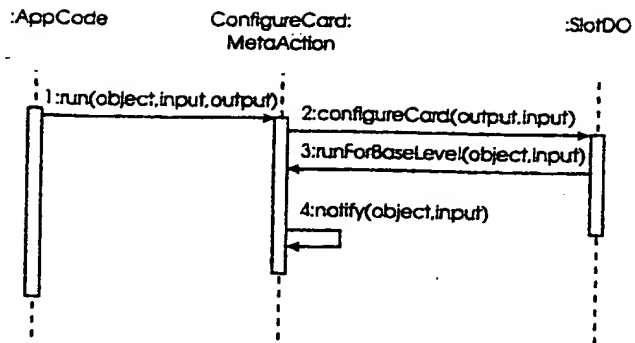 :AppCode
ConfigureCard:
MetaAction
:SlotDO
1:run(object,input,output)
2:configureCard(output,input)
3:runForBaseLevel(object,input)
4:notify(object,input)